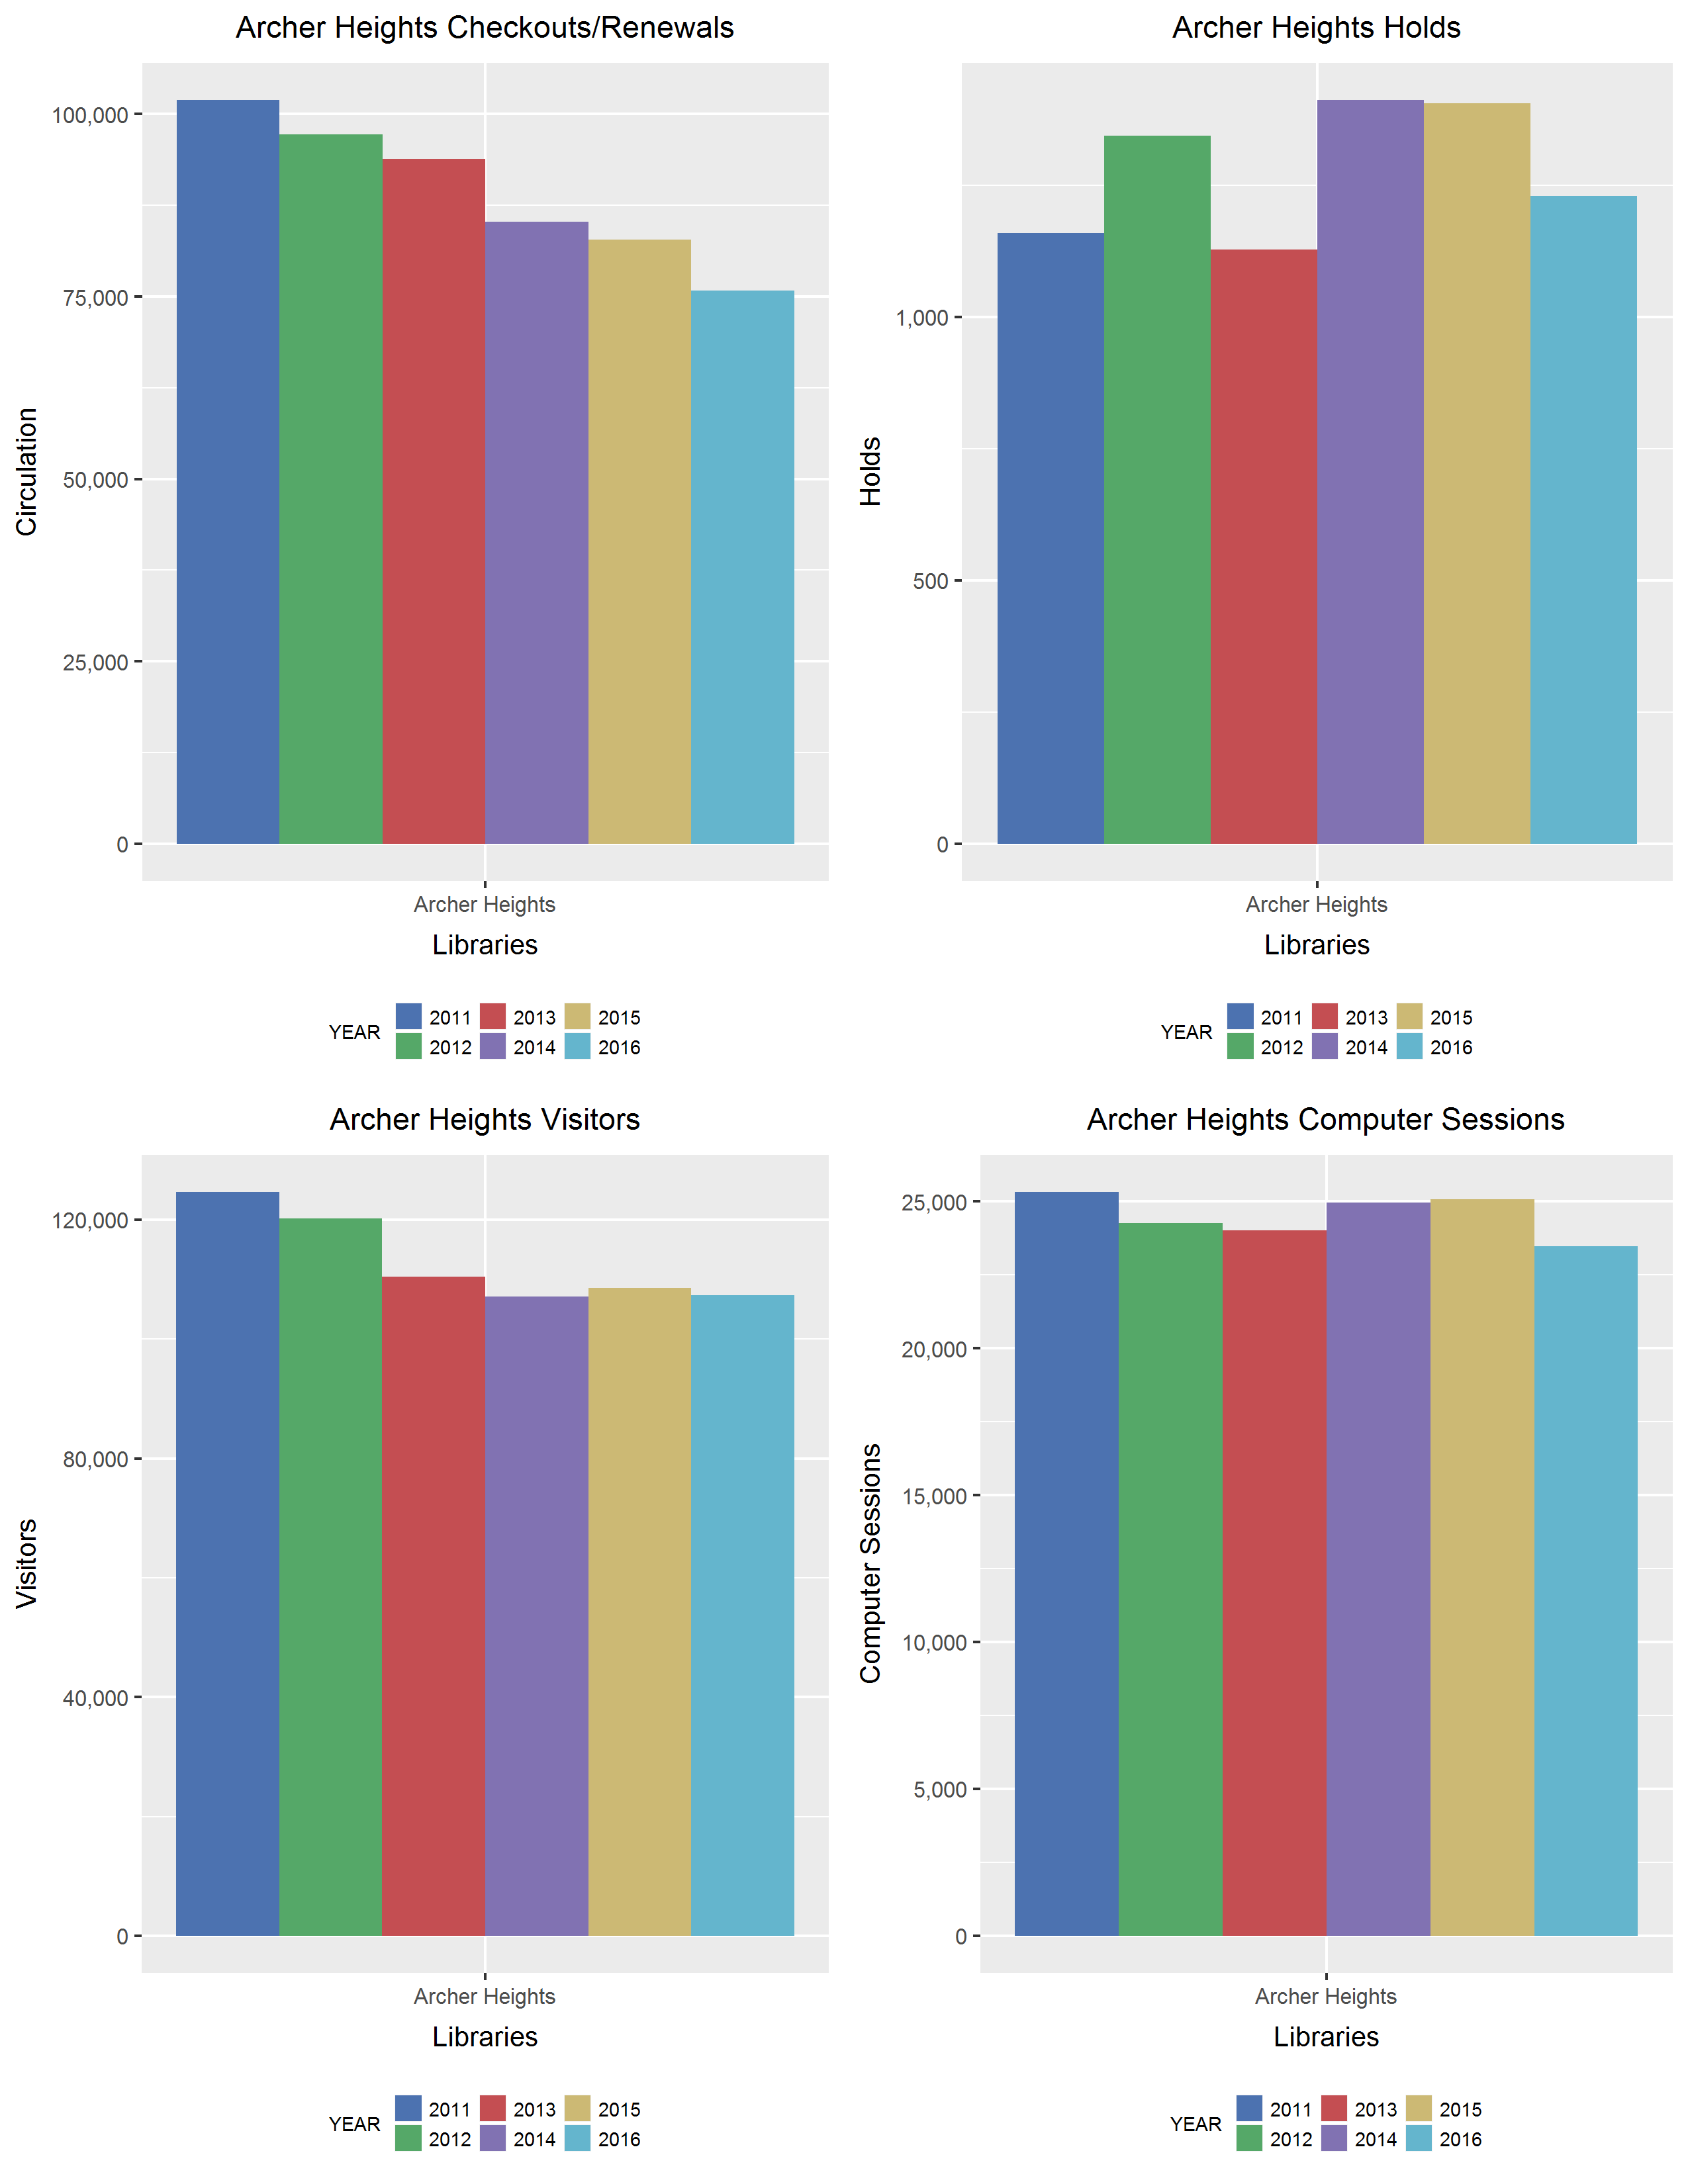 Archer Heights Checkouts/Renewals
100,000
75,000
50,000
25,000
0
Circulation
Archer Heights
Libraries
YEAR
2011 2013 2015
2012 2014 2016
Archer Heights Holds
1,000
500
0
Holds
Archer Heights
Libraries
YEAR
2011 2013 2015
2012 2014 2016
Archer Heights Visitors
120,000
80,000
40,000
0
Visitors
Archer Heights
Libraries
YEAR
2011 2013 2015
2012 2014 2016
Archer Heights Computer Sessions
25,000
20,000
15,000
10,000
5,000
0
Computer Sessions
Archer Heights
Libraries
YEAR
2011 2013 2015
2012 2014 2016